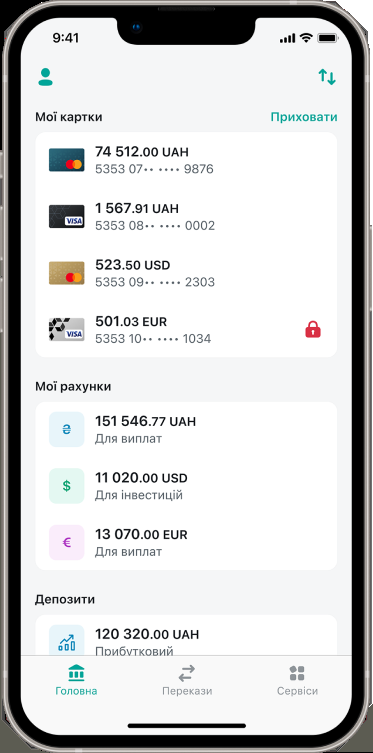 9:41
Мої картки Приховати
74 512.00 UAH
5353 07•• •••• 9876
1 567.91 UAH
VISA
5353 08•• •••• 0002
523.50 USD
5353 09•• •••• 2303
501.03 EUR
VISA
5353 10•• •••• 1034
Мої рахунки
₴
151 546.77 UAH
Для виплат
$
11 020.00 USD
Для інвестицій
€
13 070.00 EUR
Для виплат
Депозити
120 320.00 UAH
Прибутковий
Головна Перекази Сервіси